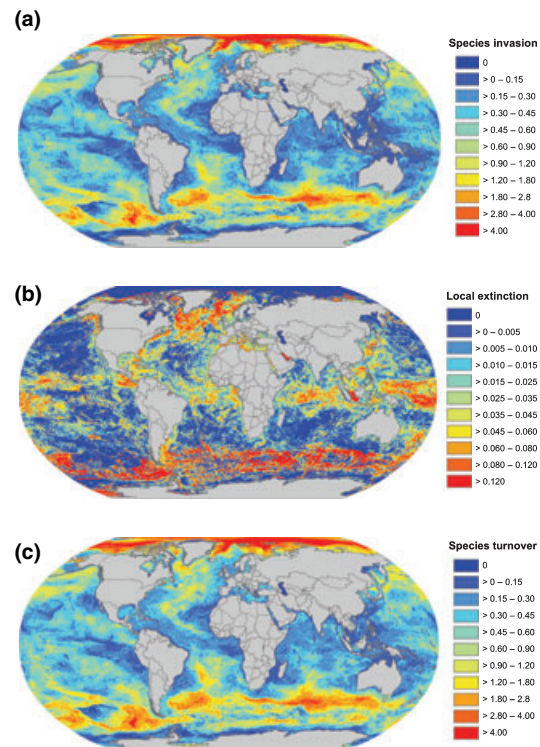 (a)
Species invasion
0
> 0 – 0.15
> 0.15 – 0.30
> 0.30 – 0.45
> 0.45 – 0.60
> 0.60 – 0.90
> 0.90 – 1.20
> 1.20 – 1.80
> 1.80 – 2.8
> 2.80 – 4.00
> 4.00
(b)
Local extinction
0
> 0 – 0.005
> 0.005 – 0.010
> 0.010 – 0.015
> 0.015 – 0.025
> 0.025 – 0.035
> 0.035 – 0.045
> 0.045 – 0.060
> 0.060 – 0.080
> 0.080 – 0.120
> 0.120
(c)
Species turnover
0
> 0 – 0.15
> 0.15 – 0.30
> 0.30 – 0.45
> 0.45 – 0.60
> 0.60 – 0.90
> 0.90 – 1.20
> 1.20 – 1.80
> 1.80 – 2.8
> 2.80 – 4.00
> 4.00